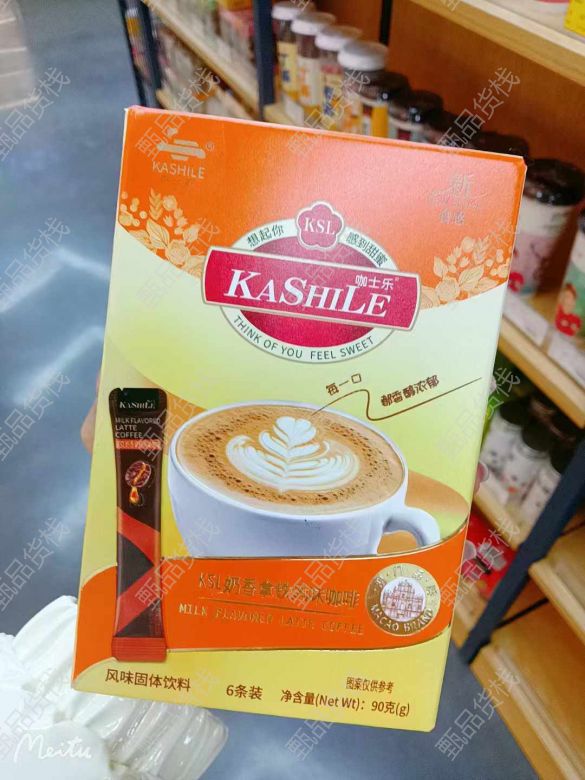 KASHILE
新
想起你
KSL
感到甜蜜
咖士乐
KASHILE
THINK OF YOU FEEL SWEET
每一口
都香醇浓郁
KASHILE
MILK FLAVORED
LATTE
COFFEE
KSL奶香拿铁
咖啡
MILK FLAVORED LATTE COFFEE
MACAO BRAND
风味固体饮料
6条装
净含量(Net Wt): 90克(g)
图案仅供参考
Meitu
甄品货栈